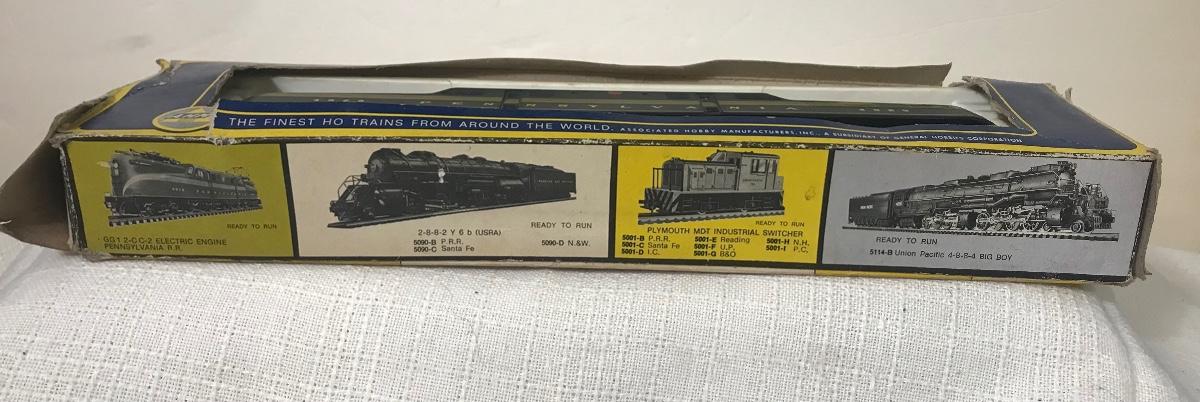 PENNSYLVANIA
THE FINEST HO TRAINS FROM AROUND THE WORLD. ASSOCIATED HOBBY MANUFACTURERS, INC., A SUBSIDIARY OF GENERAL HOBBIES CORPORATION
READY TO RUN
GG1 2-C C-2 ELECTRIC ENGINE
PENNSYLVANIA R.R.
READY TO RUN
2-8-8-2 Y 6 b (USRA)
5090-B P.R.R. 5090-D N.&W.
5090-C Santa Fe
READY TO RUN
PLYMOUTH MDT INDUSTRIAL SWITCHER
5001-B P.R.R. 5001-E Reading 5001-H N.H.
5001-C Santa Fe 5001-F U.P. 5001-I P.C.
5001-D I.C. 5001-G B&O
READY TO RUN
5114-B Union Pacific 4-8-8-4 BIG BOY